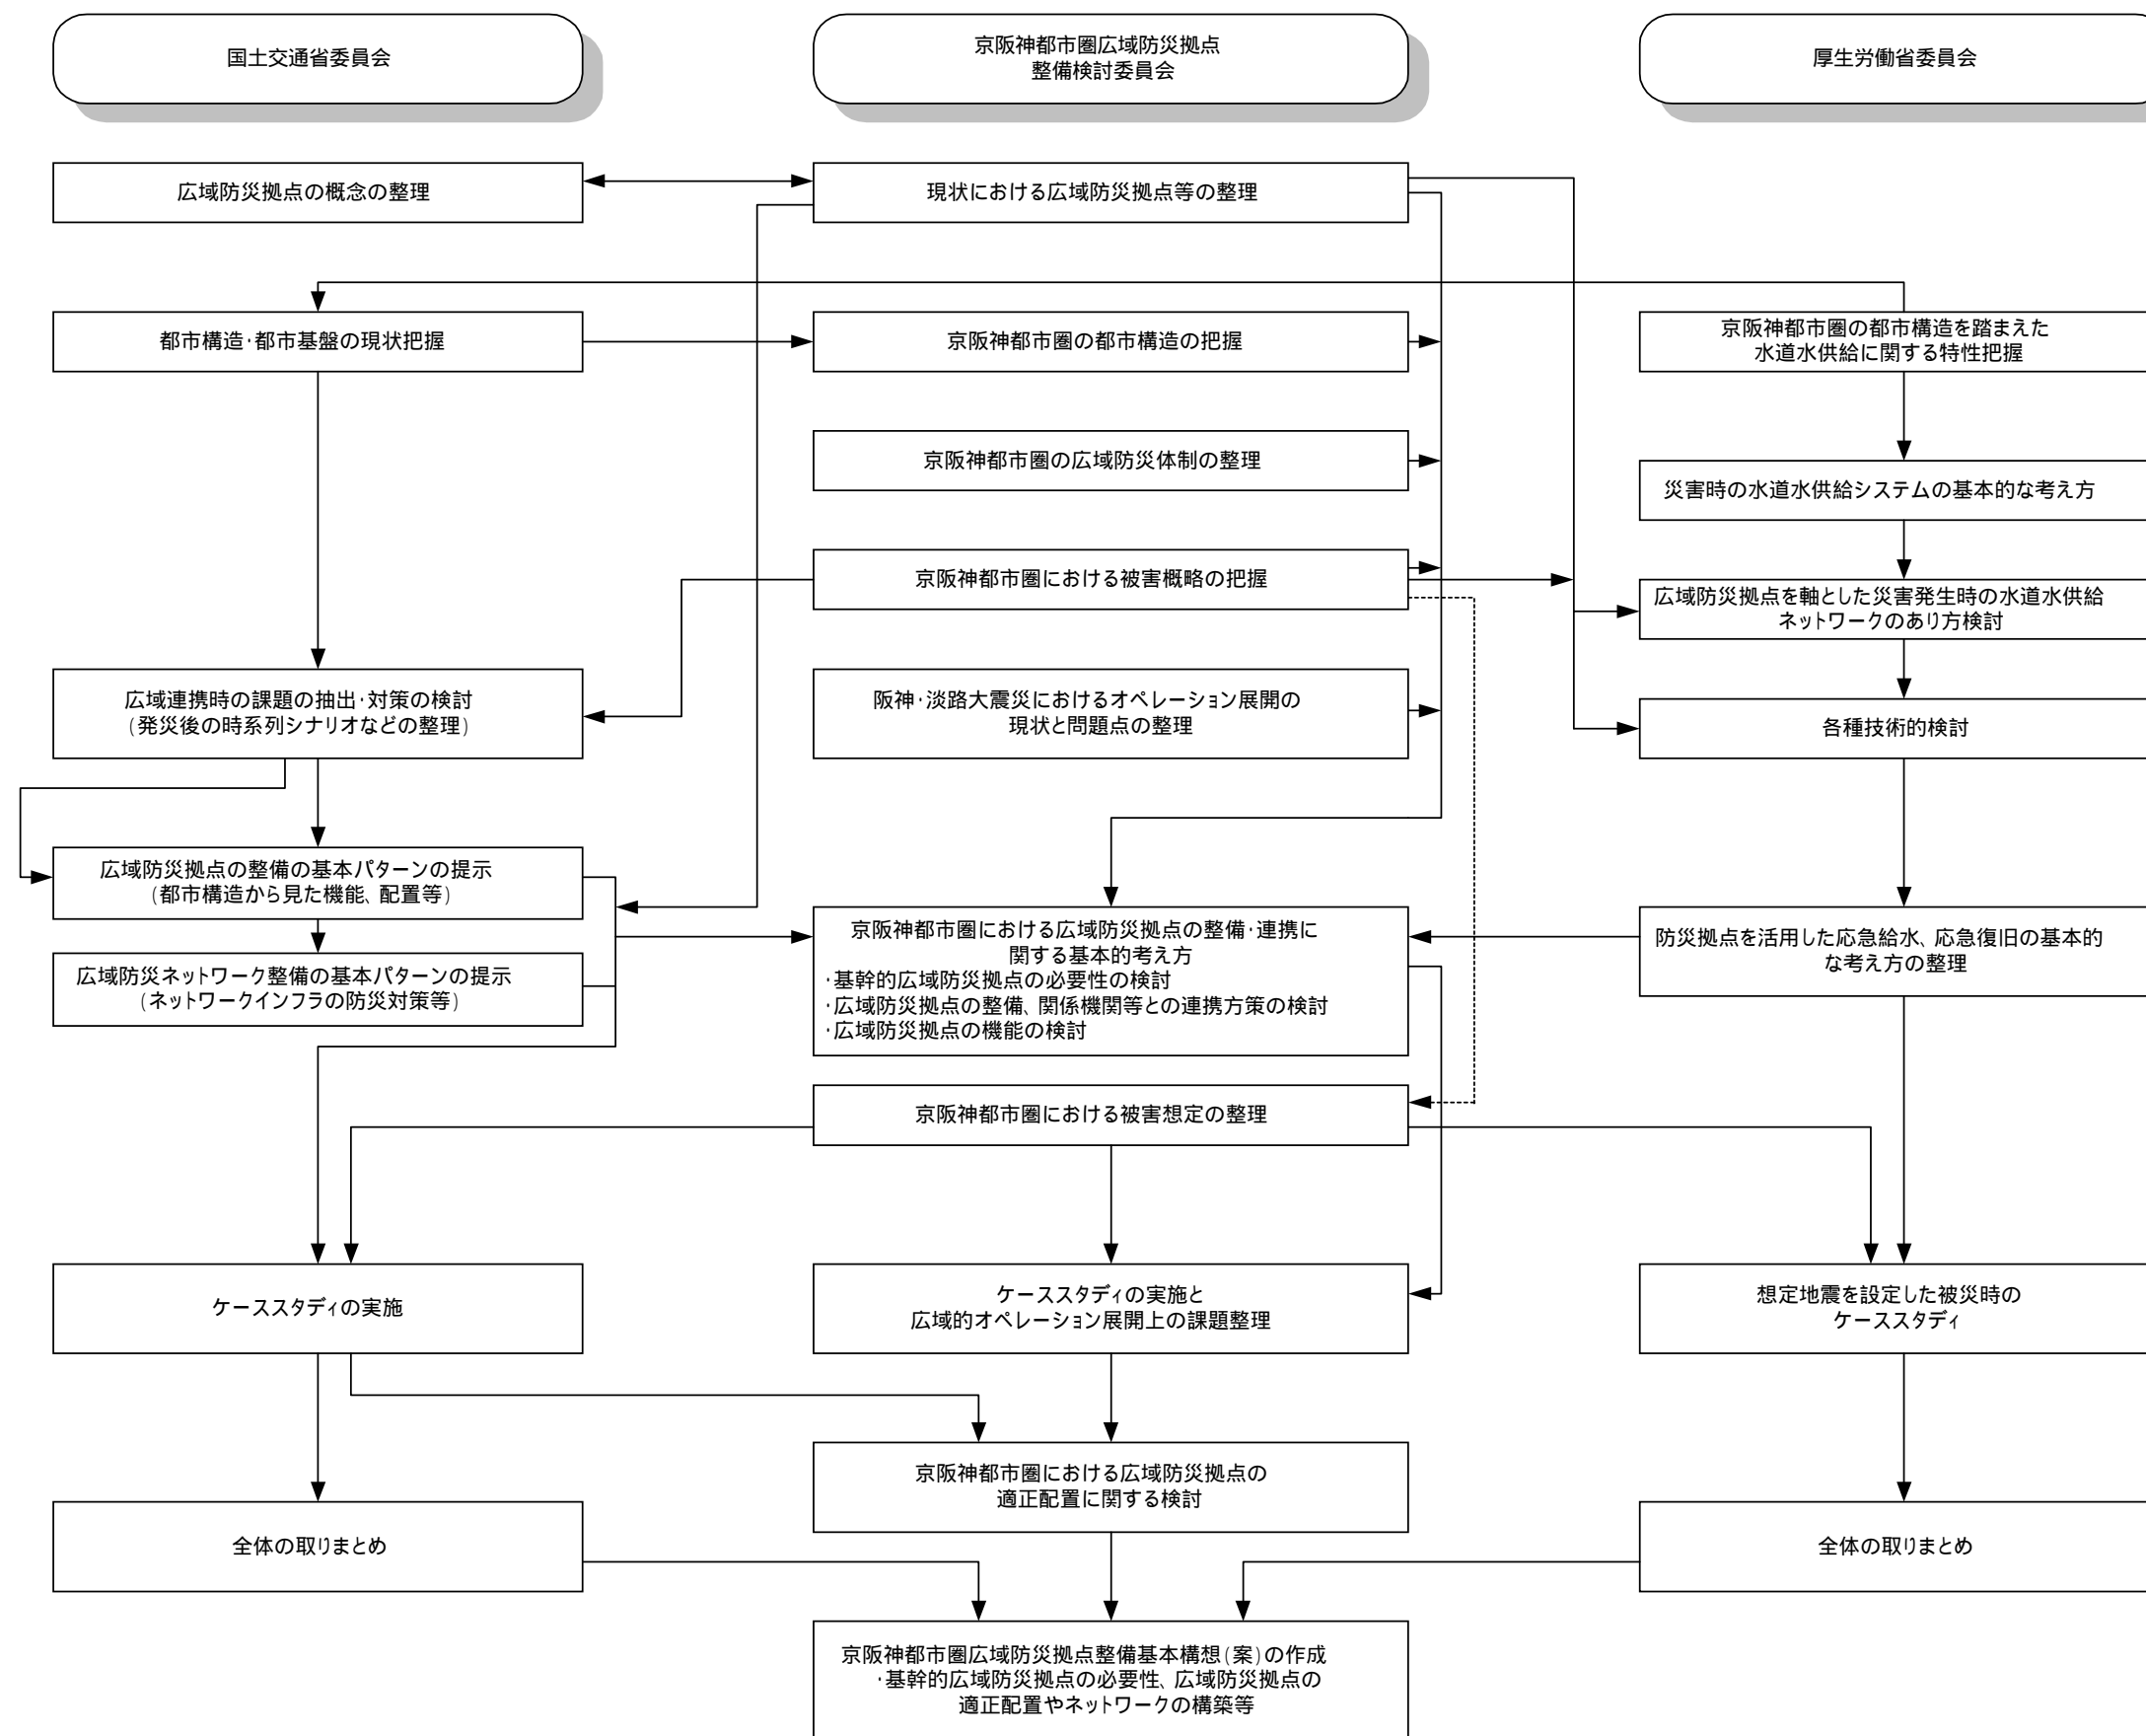 国土交通省委員会
京阪神都市圏広域防災拠点
整備検討委員会
厚生労働省委員会
広域防災拠点の概念の整理
現状における広域防災拠点等の整理
都市構造・都市基盤の現状把握
京阪神都市圏の都市構造の把握
京阪神都市圏の都市構造を踏まえた
水道水供給に関する特性把握
京阪神都市圏の広域防災体制の整理
災害時の水道水供給システムの基本的な考え方
京阪神都市圏における被害概略の把握
広域防災拠点を軸とした災害発生時の水道水供給
ネットワークのあり方検討
広域連携時の課題の抽出・対策の検討
(発災後の時系列シナリオなどの整理)
阪神・淡路大震災におけるオペレーション展開の
現状と問題点の整理
各種技術的検討
広域防災拠点の整備の基本パターンの提示
(都市構造から見た機能、配置等)
広域防災ネットワーク整備の基本パターンの提示
(ネットワークインフラの防災対策等)
京阪神都市圏における広域防災拠点の整備・連携に
関する基本的考え方
・基幹的広域防災拠点の必要性の検討
・広域防災拠点の整備、関係機関等との連携方策の検討
・広域防災拠点の機能の検討
防災拠点を活用した応急給水、応急復旧の基本的
な考え方の整理
京阪神都市圏における被害想定の整理
ケーススタディの実施
ケーススタディの実施と
広域的オペレーション展開上の課題整理
想定地震を設定した被災時の
ケーススタディ
京阪神都市圏における広域防災拠点の
適正配置に関する検討
全体の取りまとめ
全体の取りまとめ
京阪神都市圏広域防災拠点整備基本構想(案)の作成
・基幹的広域防災拠点の必要性、広域防災拠点の
適正配置やネットワークの構築等